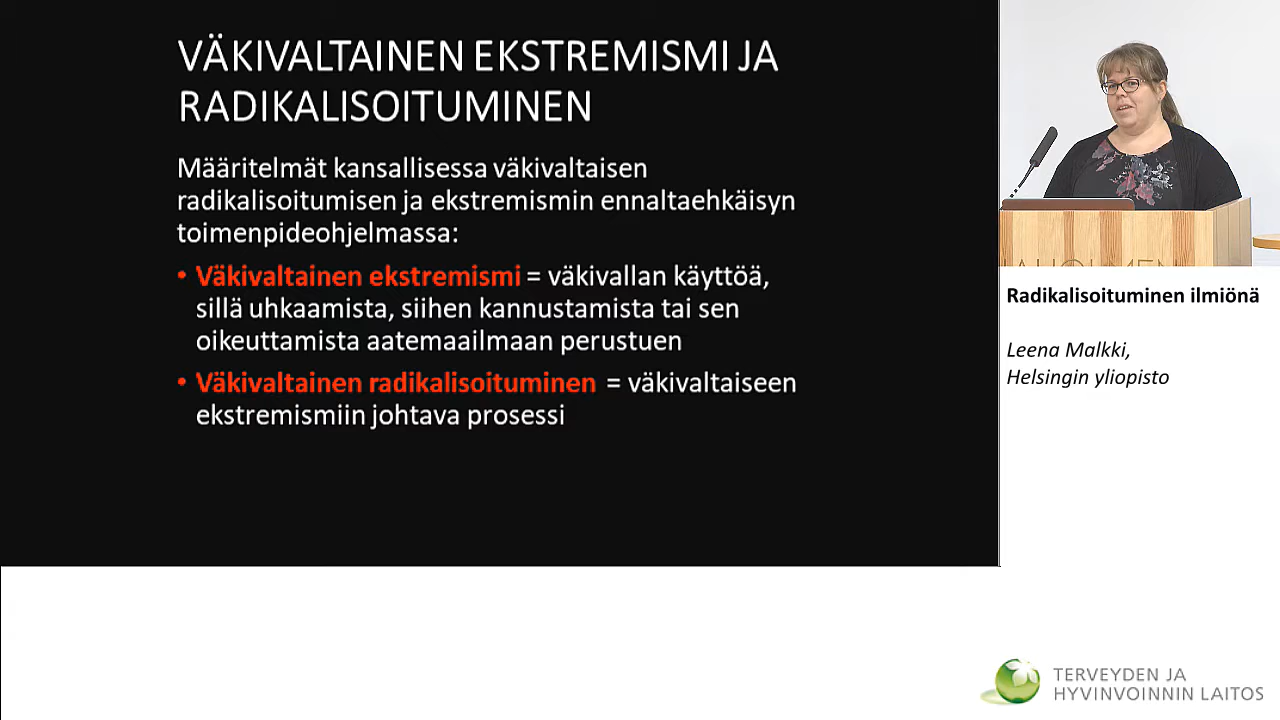 VÄKIVALTAINEN EKSTREMISMI JA
RADIKALISOITUMINEN
Määritelmät kansallisessa väkivaltaisen
radikalisoitumisen ja ekstremismin ennaltaehkäisyn
toimenpideohjelmassa:
• Väkivaltainen ekstremismi = väkivallan käyttöä,
sillä uhkaamista, siihen kannustamista tai sen
oikeuttamista aatemaailmaan perustuen
• Väkivaltainen radikalisoituminen = väkivaltaiseen
ekstremismiin johtava prosessi
Radikalisoituminen ilmiönä
Leena Malkki,
Helsingin yliopisto
TERVEYDEN JA
HYVINVOINNIN LAITOS